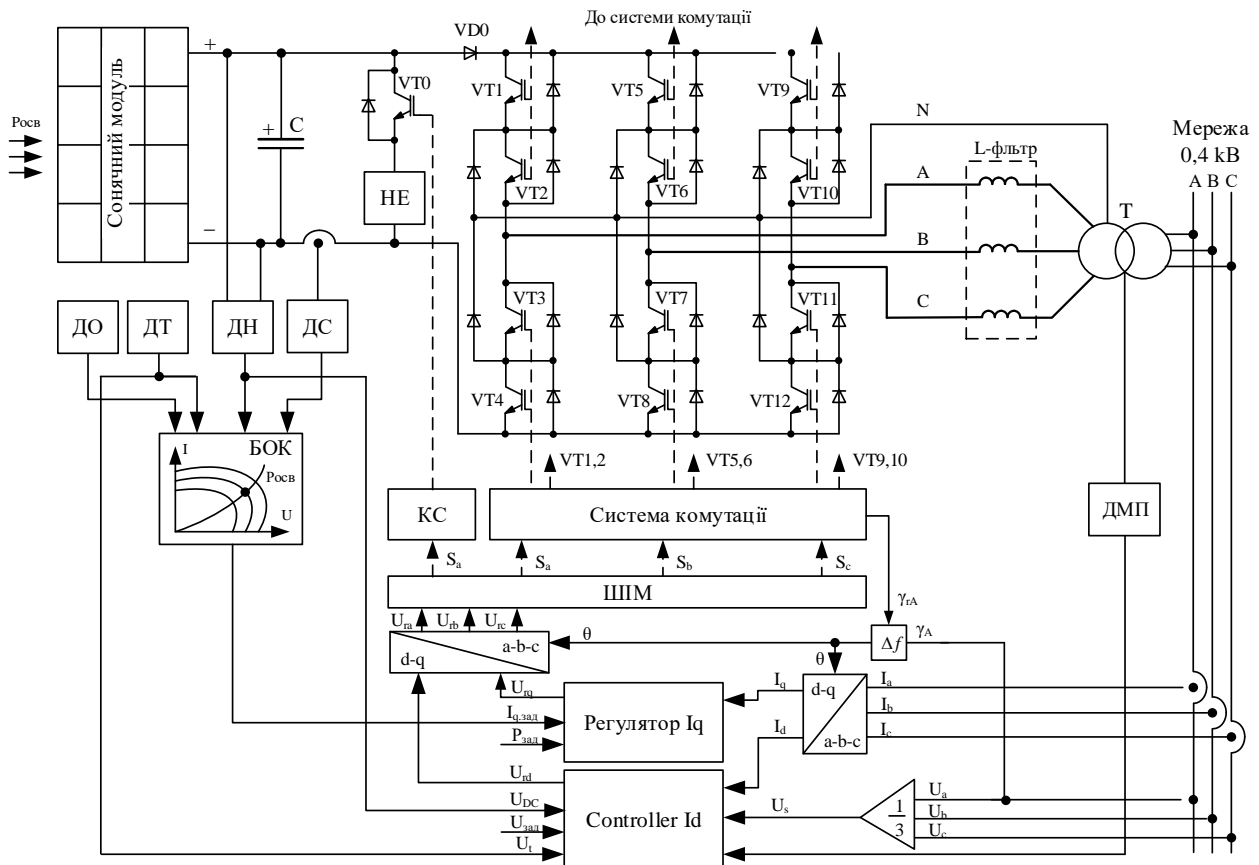 До системи комутації
VD0
+
VT0
VT1
VT5
VT9
N
Мережа
0,4 kВ
Pосв
Сонячний модуль
+
C
L-фльтр
A
B
C
НЕ
VT2
VT6
VT10
A
T
–
B
ДО
ДТ
ДН
ДС
VT3
VT7
VT11
C
VT4
VT8
VT12
БОК
I
Pосв
U
VT1,2
VT5,6
VT9,10
КС
Система комутації
ДМП
Sa
Sa
Sb
Sc
ШІМ
γrA
Ura
Urb
Urc
θ
Δf
γA
a-b-c
d-q
θ
Urq
Iq
d-q
Ia
Iq.зад
Регулятор Iq
Ib
Pзад
Id
a-b-c
Ic
Urd
UDC
Controller Id
Us
1
3
Ua
Ub
Uc
Uзад
Ut